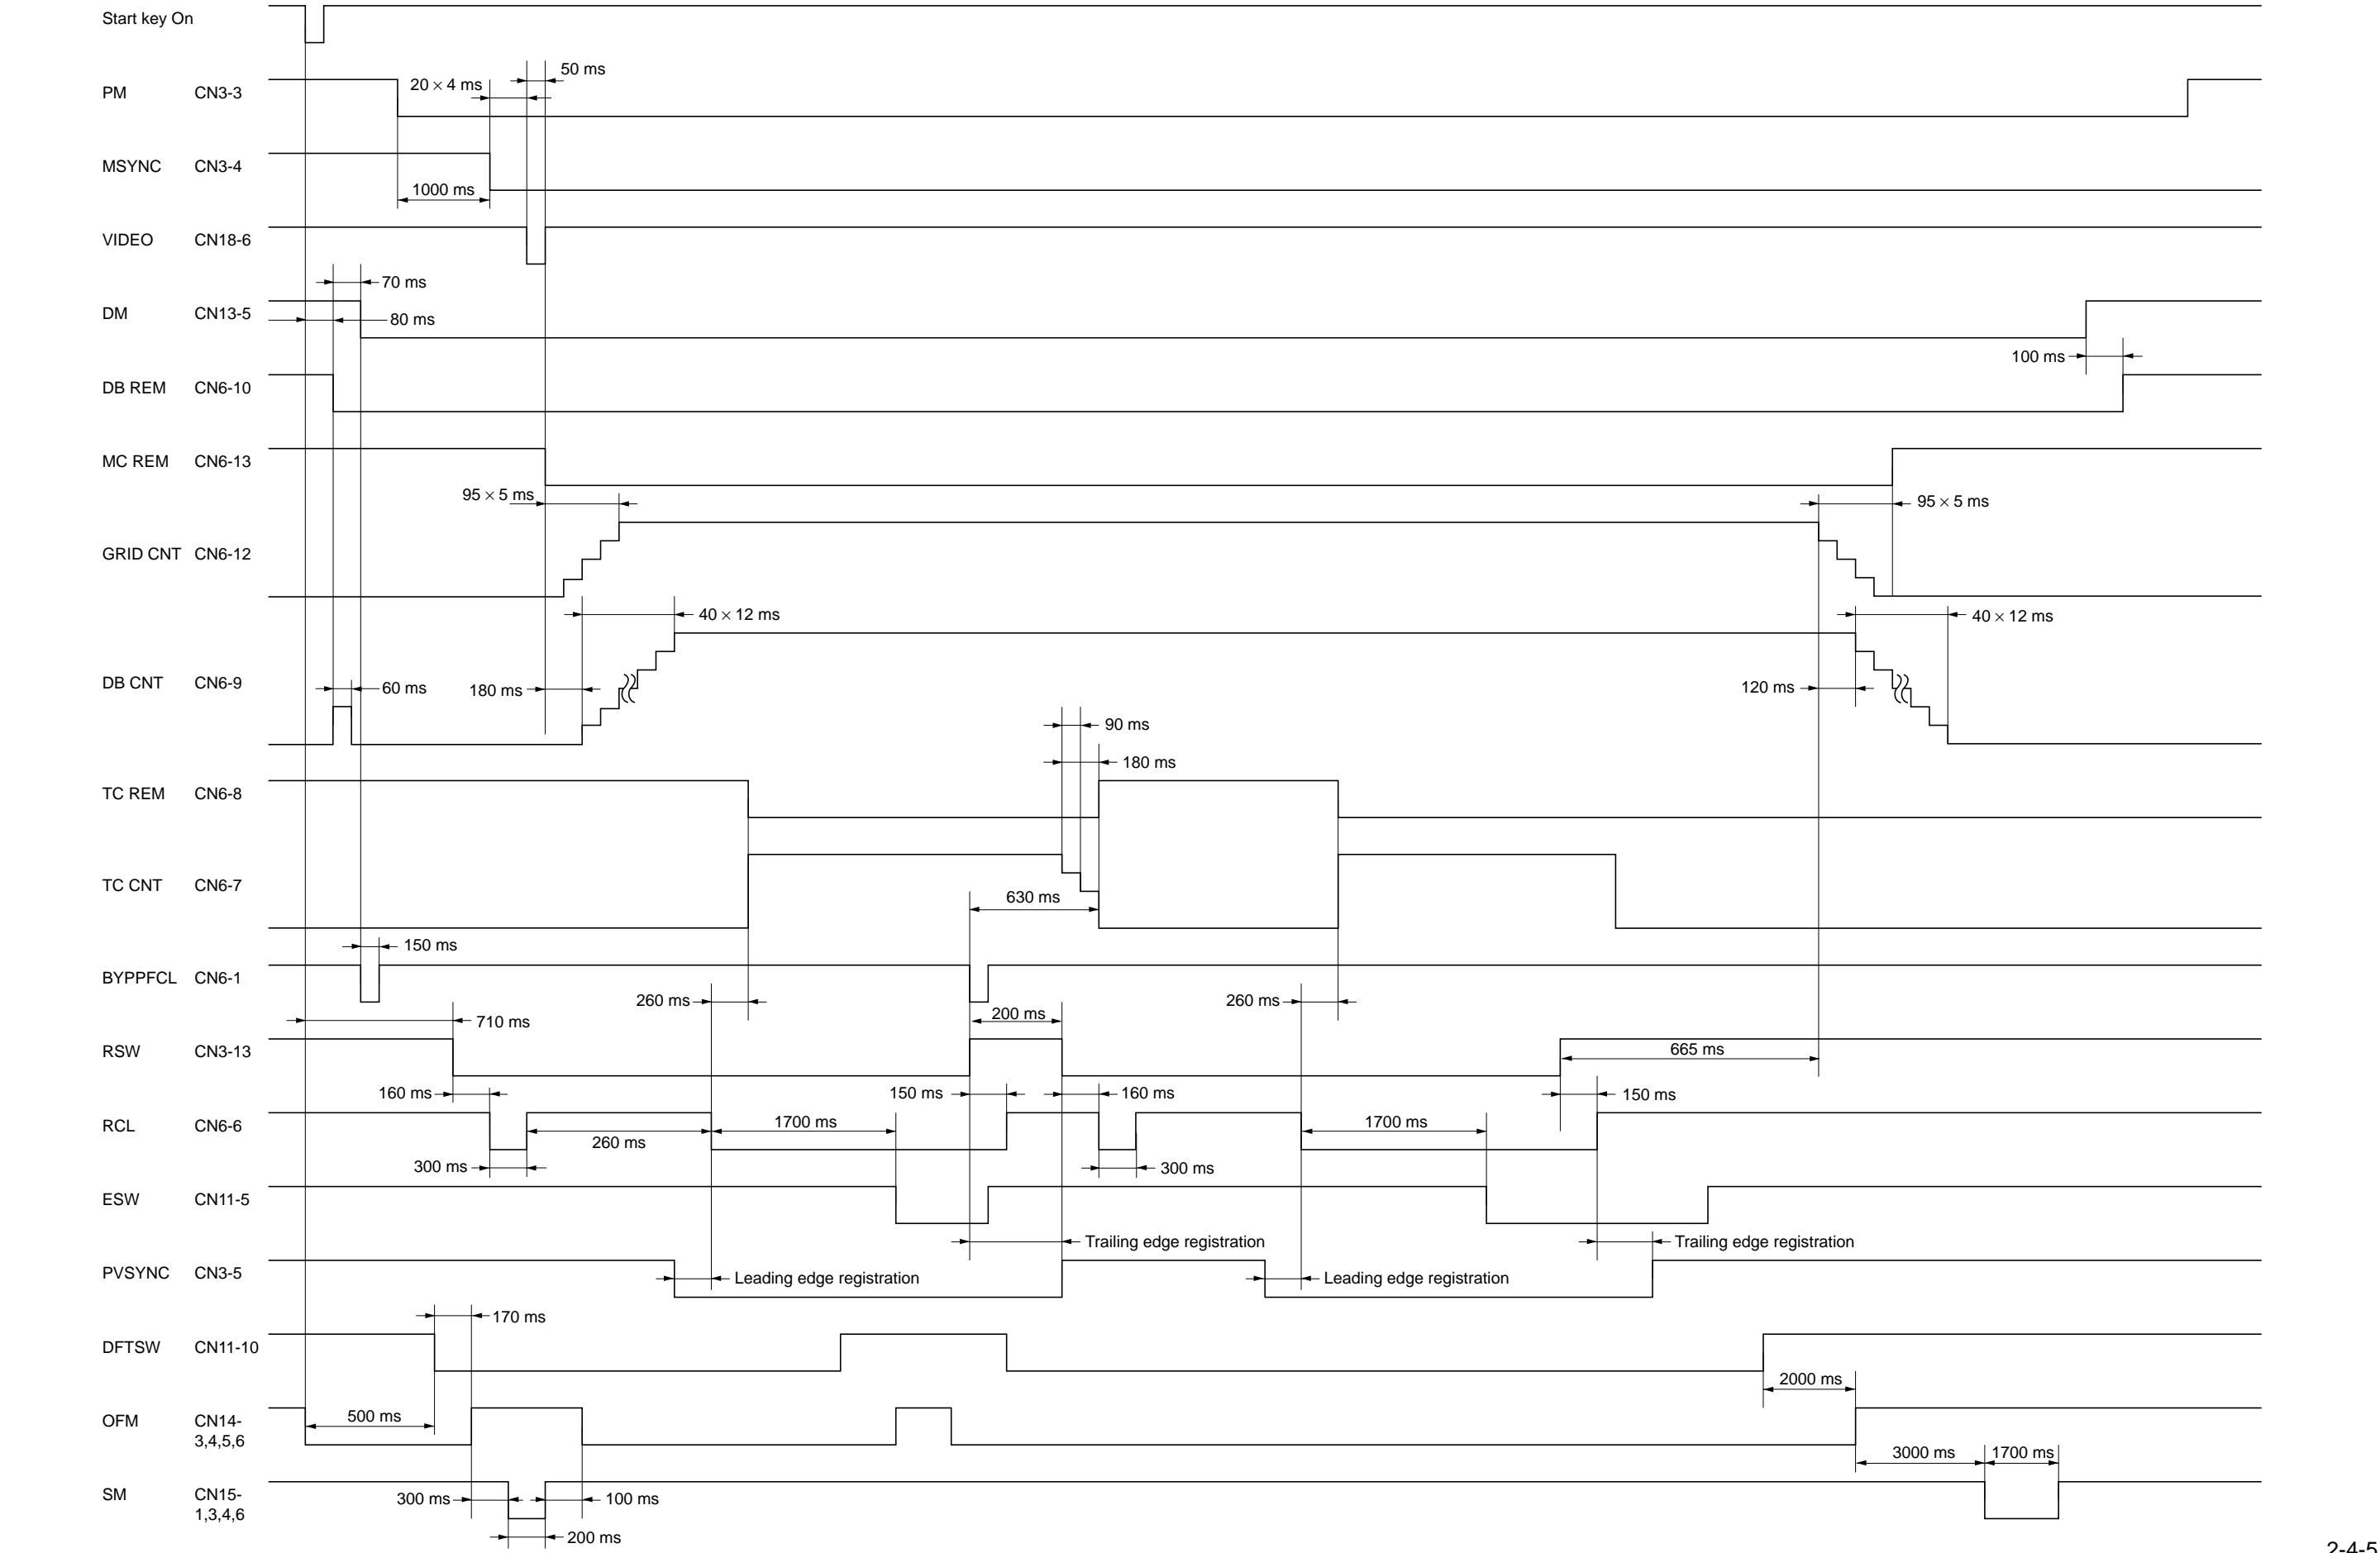 Start key On
50 ms
20 × 4 ms
PM CN3-3
MSYNC CN3-4
1000 ms
VIDEO CN18-6
70 ms
DM CN13-5
80 ms
100 ms
DB REM CN6-10
MC REM CN6-13
95 × 5 ms
95 × 5 ms
GRID CNT CN6-12
40 × 12 ms
40 × 12 ms
DB CNT CN6-9
60 ms
180 ms
120 ms
90 ms
180 ms
TC REM CN6-8
TC CNT CN6-7
630 ms
150 ms
BYPPFCL CN6-1
260 ms
260 ms
200 ms
710 ms
RSW CN3-13
665 ms
160 ms
150 ms
160 ms
150 ms
RCL CN6-6
260 ms
1700 ms
1700 ms
300 ms
300 ms
ESW CN11-5
Trailing edge registration
Trailing edge registration
PVSYNC CN3-5
Leading edge registration
Leading edge registration
170 ms
DFTSW CN11-10
2000 ms
OFM CN14-
3,4,5,6
500 ms
3000 ms
1700 ms
SM CN15-
1,3,4,6
300 ms
100 ms
200 ms
2-4-5